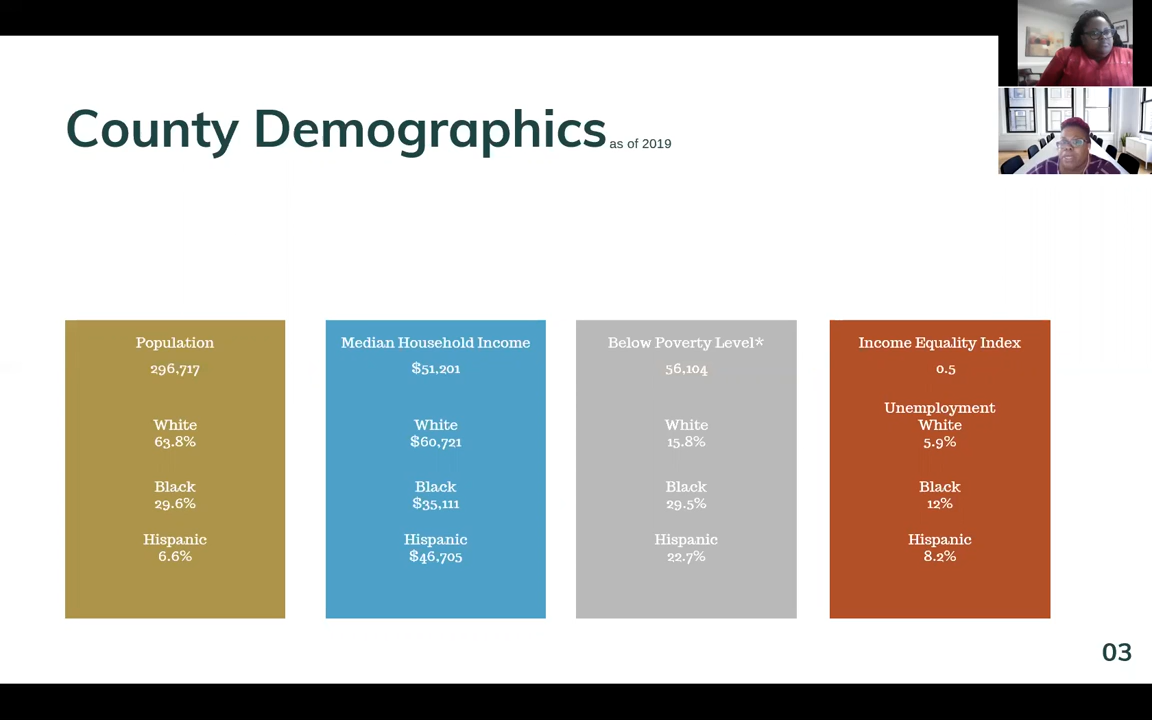 County Demographics as of 2019
Population
296,717
White
63.8%
Black
29.6%
Hispanic
6.6%
Median Household Income
$51,201
White
$60,721
Black
$35,111
Hispanic
$46,705
Below Poverty Level*
56,104
White
15.8%
Black
29.5%
Hispanic
22.7%
Income Equality Index
0.5
Unemployment
White
5.9%
Black
12%
Hispanic
8.2%
03